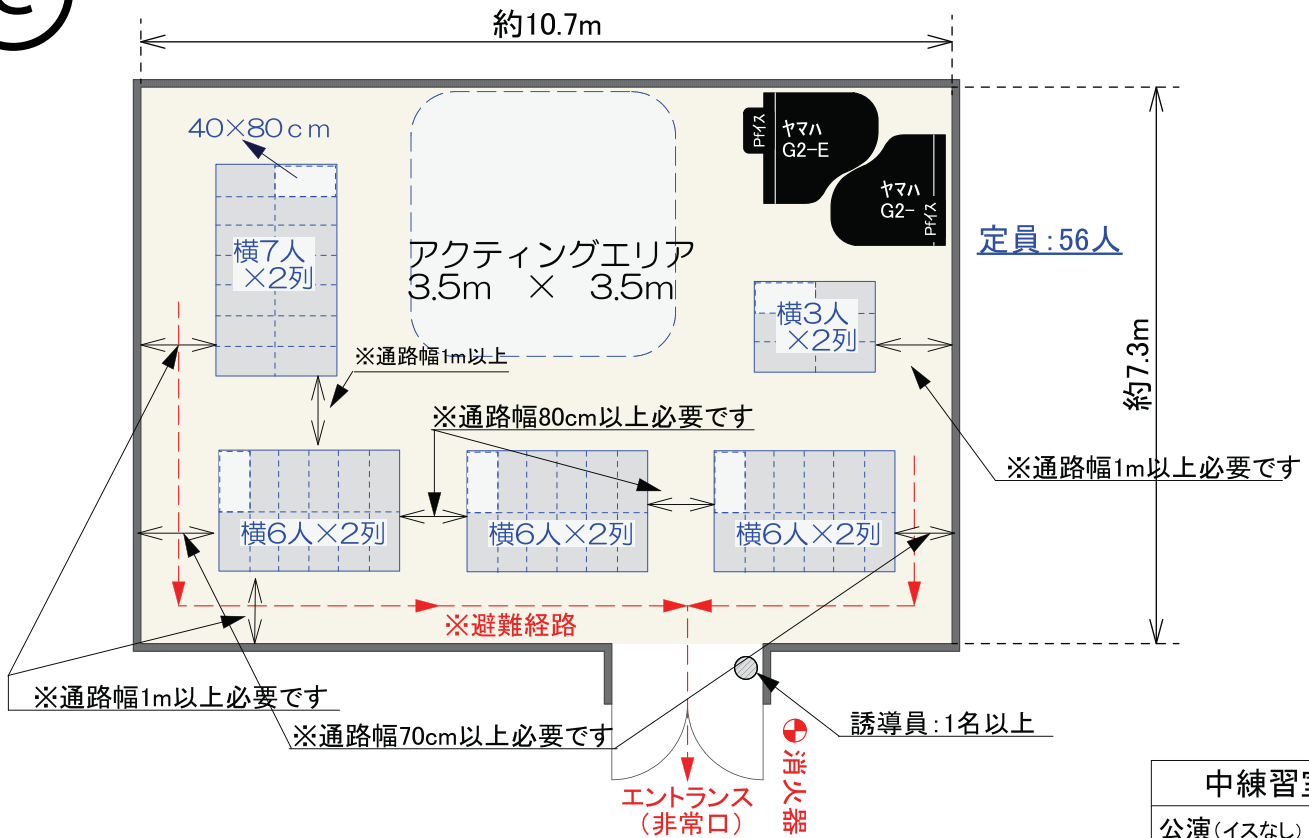 C
約10.7m
40×80cm
Pfイス
ヤマハ
G2-E
ヤマハ
G2-
Pfイス
定員:56人
横7人
×2列
アクティングエリア
3.5m × 3.5m
横3人
×2列
約7.3m
※通路幅1m以上
※通路幅80cm以上必要です
※通路幅1m以上必要です
横6人×2列
横6人×2列
横6人×2列
※避難経路
※通路幅1m以上必要です
※通路幅70cm以上必要です
誘導員:1名以上
消火器
エントランス
(非常口)
中練習室
公演(イスなし)